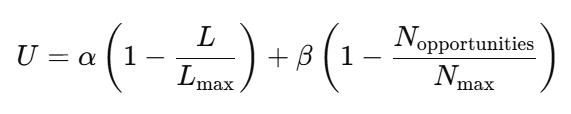 U = α(1 − L/L_max) + β(1 − N_opportunities/N_max)